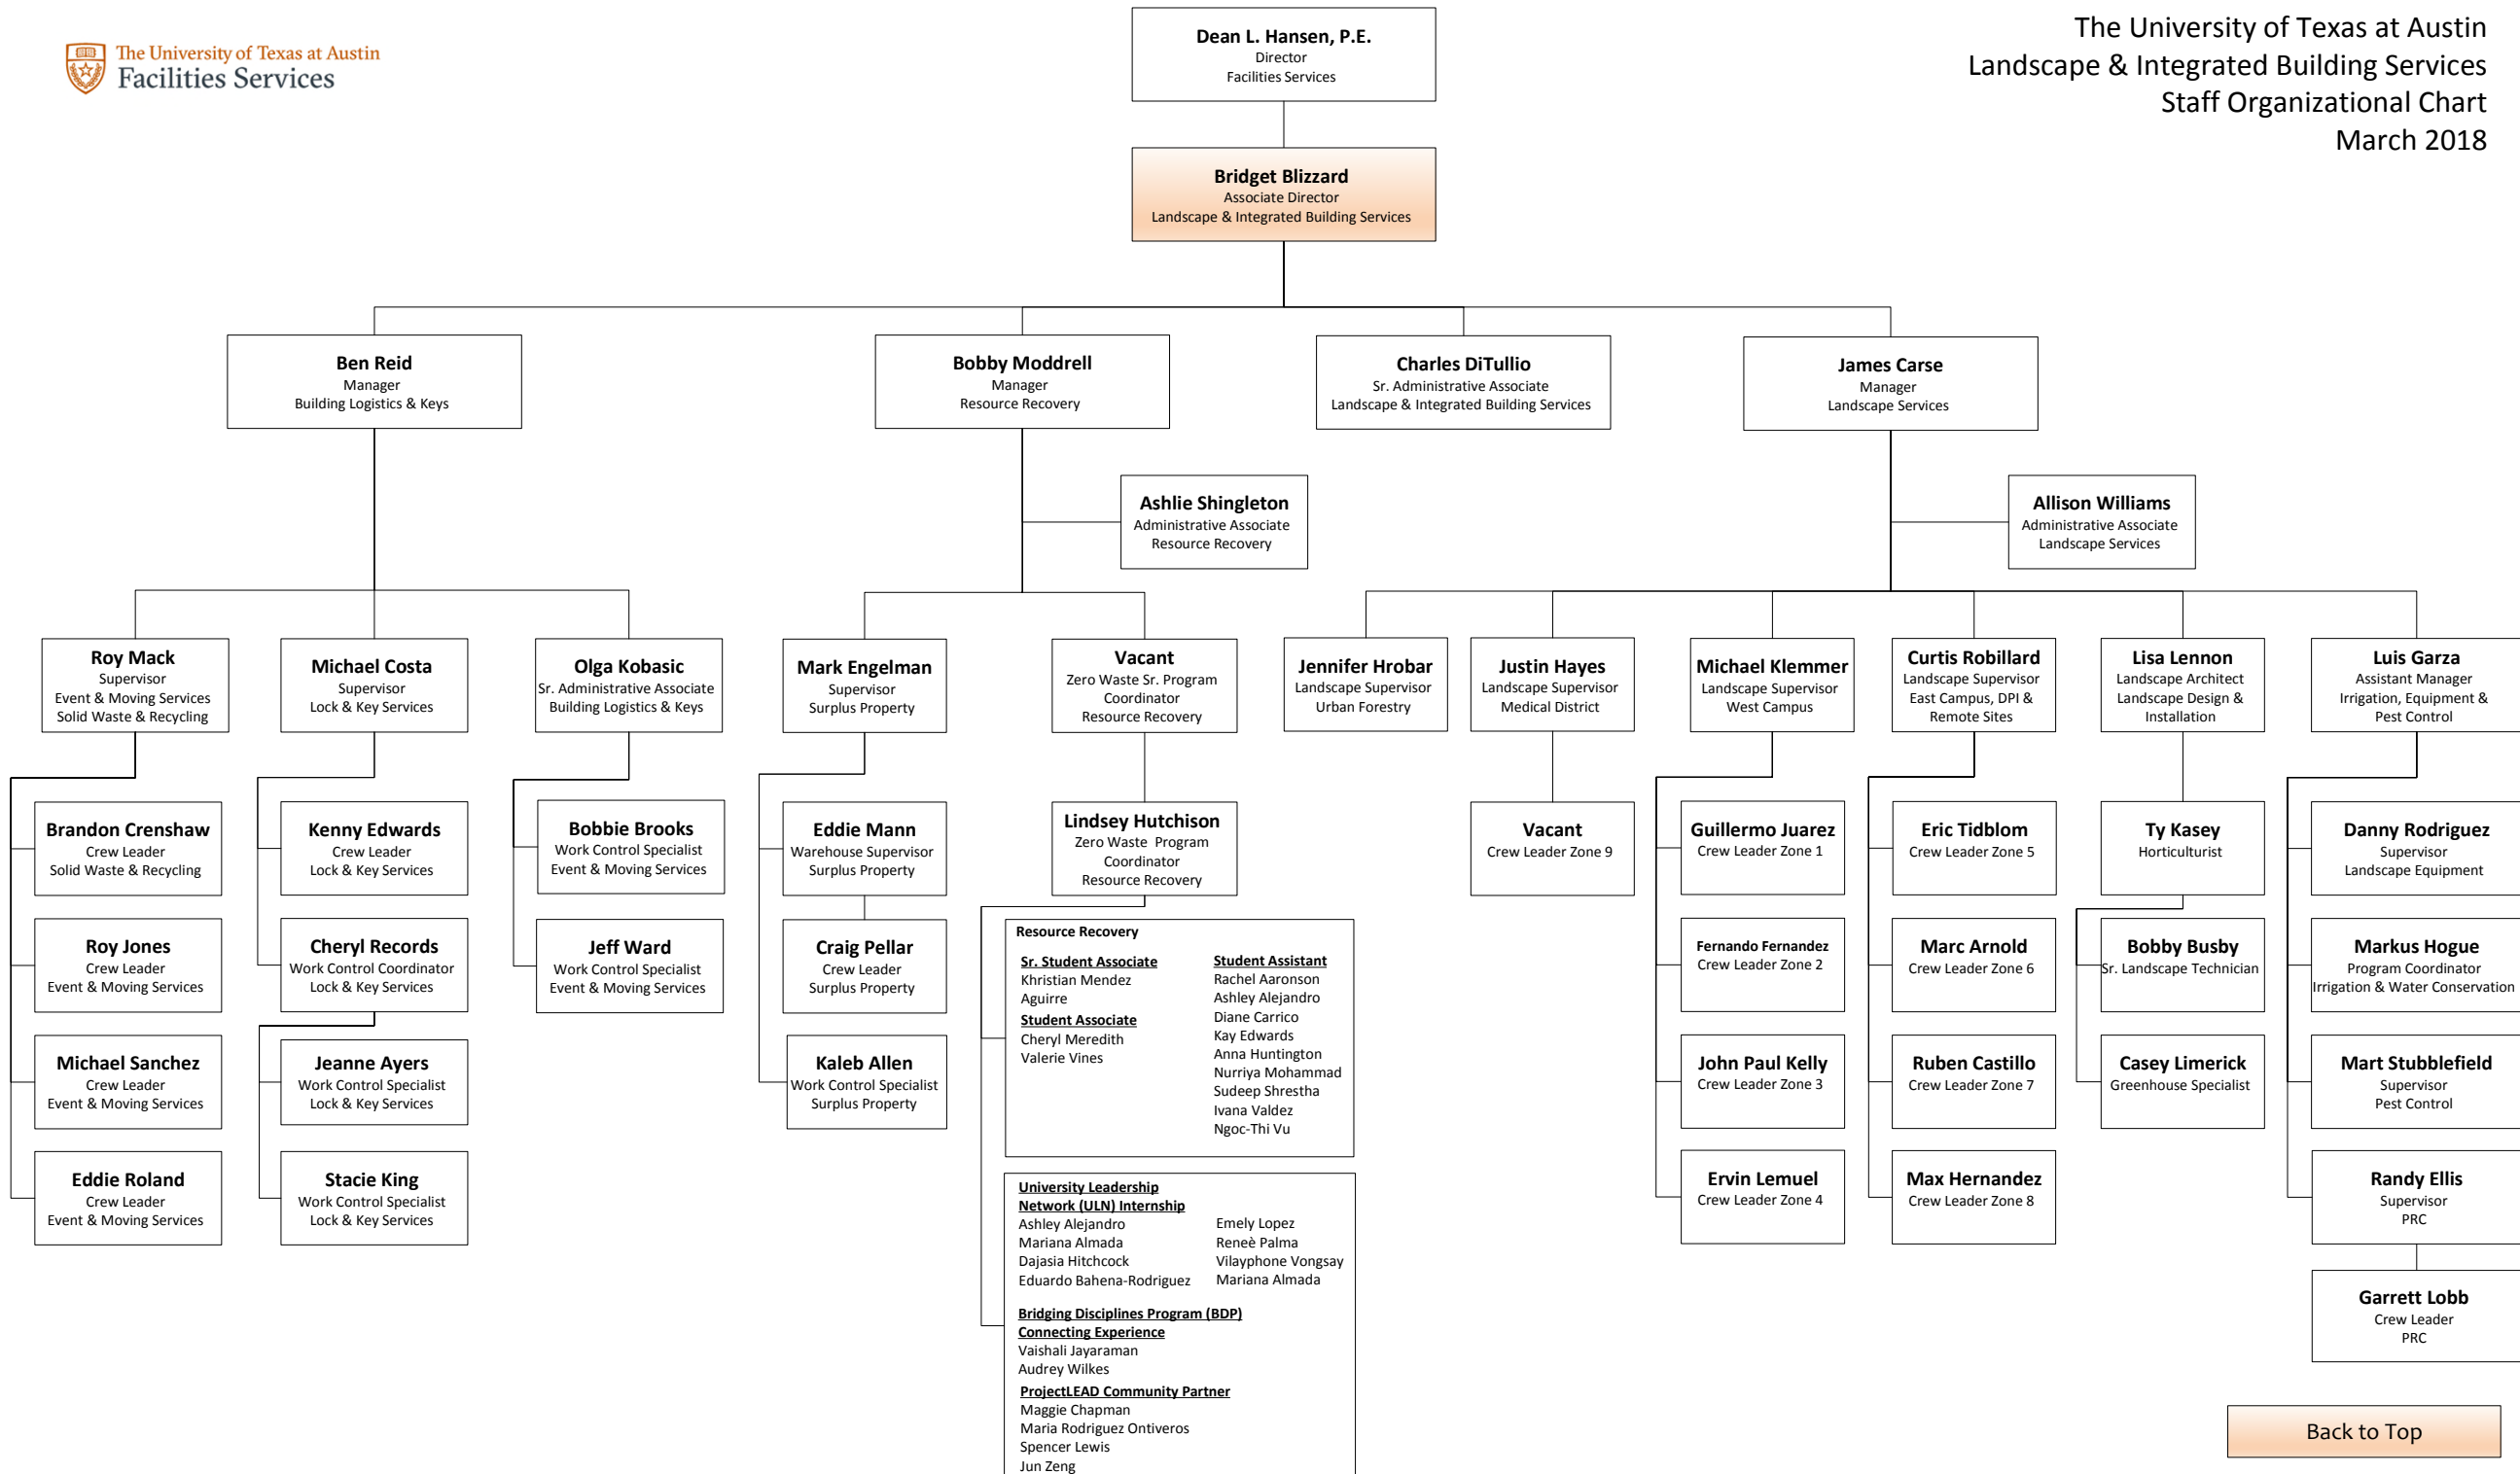 The University of Texas at Austin
Facilities Services
The University of Texas at Austin
Landscape & Integrated Building Services
Staff Organizational Chart
March 2018
Dean L. Hansen, P.E.
Director
Facilities Services
Bridget Blizzard
Associate Director
Landscape & Integrated Building Services
Ben Reid
Manager
Building Logistics & Keys
Bobby Moddrell
Manager
Resource Recovery
Charles DiTullio
Sr. Administrative Associate
Landscape & Integrated Building Services
James Carse
Manager
Landscape Services
Ashlie Shingleton
Administrative Associate
Resource Recovery
Allison Williams
Administrative Associate
Landscape Services
Roy Mack
Supervisor
Event & Moving Services
Solid Waste & Recycling
Michael Costa
Supervisor
Lock & Key Services
Olga Kobasic
Sr. Administrative Associate
Building Logistics & Keys
Mark Engelman
Supervisor
Surplus Property
Vacant
Zero Waste Sr. Program
Coordinator
Resource Recovery
Jennifer Hrobar
Landscape Supervisor
Urban Forestry
Justin Hayes
Landscape Supervisor
Medical District
Michael Klemmer
Landscape Supervisor
West Campus
Curtis Robillard
Landscape Supervisor
East Campus, DPI &
Remote Sites
Lisa Lennon
Landscape Architect
Landscape Design &
Installation
Luis Garza
Assistant Manager
Irrigation, Equipment &
Pest Control
Brandon Crenshaw
Crew Leader
Solid Waste & Recycling
Roy Jones
Crew Leader
Event & Moving Services
Michael Sanchez
Crew Leader
Event & Moving Services
Eddie Roland
Crew Leader
Event & Moving Services
Kenny Edwards
Crew Leader
Lock & Key Services
Cheryl Records
Work Control Coordinator
Lock & Key Services
Jeanne Ayers
Work Control Specialist
Lock & Key Services
Stacie King
Work Control Specialist
Lock & Key Services
Bobbie Brooks
Work Control Specialist
Event & Moving Services
Jeff Ward
Work Control Specialist
Event & Moving Services
Eddie Mann
Warehouse Supervisor
Surplus Property
Craig Pellar
Crew Leader
Surplus Property
Kaleb Allen
Work Control Specialist
Surplus Property
Lindsey Hutchison
Zero Waste  Program
Coordinator
Resource Recovery
Resource Recovery
Sr. Student Associate
Khristian Mendez
Aguirre
Student Associate
Cheryl Meredith
Valerie Vines
Student Assistant
Rachel Aaronson
Ashley Alejandro
Diane Carrico
Kay Edwards
Anna Huntington
Nurriya Mohammad
Sudeep Shrestha
Ivana Valdez
Ngoc-Thi Vu
University Leadership
Network (ULN) Internship
Ashley Alejandro
Mariana Almada
Dajasia Hitchcock
Eduardo Bahena-Rodriguez
Emely Lopez
Reneè Palma
Vilayphone Vongsay
Mariana Almada
Bridging Disciplines Program (BDP)
Connecting Experience
Vaishali Jayaraman
Audrey Wilkes
ProjectLEAD Community Partner
Maggie Chapman
Maria Rodriguez Ontiveros
Spencer Lewis
Jun Zeng
Vacant
Crew Leader Zone 9
Guillermo Juarez
Crew Leader Zone 1
Fernando Fernandez
Crew Leader Zone 2
John Paul Kelly
Crew Leader Zone 3
Ervin Lemuel
Crew Leader Zone 4
Eric Tidblom
Crew Leader Zone 5
Marc Arnold
Crew Leader Zone 6
Ruben Castillo
Crew Leader Zone 7
Max Hernandez
Crew Leader Zone 8
Ty Kasey
Horticulturist
Bobby Busby
Sr. Landscape Technician
Casey Limerick
Greenhouse Specialist
Danny Rodriguez
Supervisor
Landscape Equipment
Markus Hogue
Program Coordinator
Irrigation & Water Conservation
Mart Stubblefield
Supervisor
Pest Control
Randy Ellis
Supervisor
PRC
Garrett Lobb
Crew Leader
PRC
Back to Top